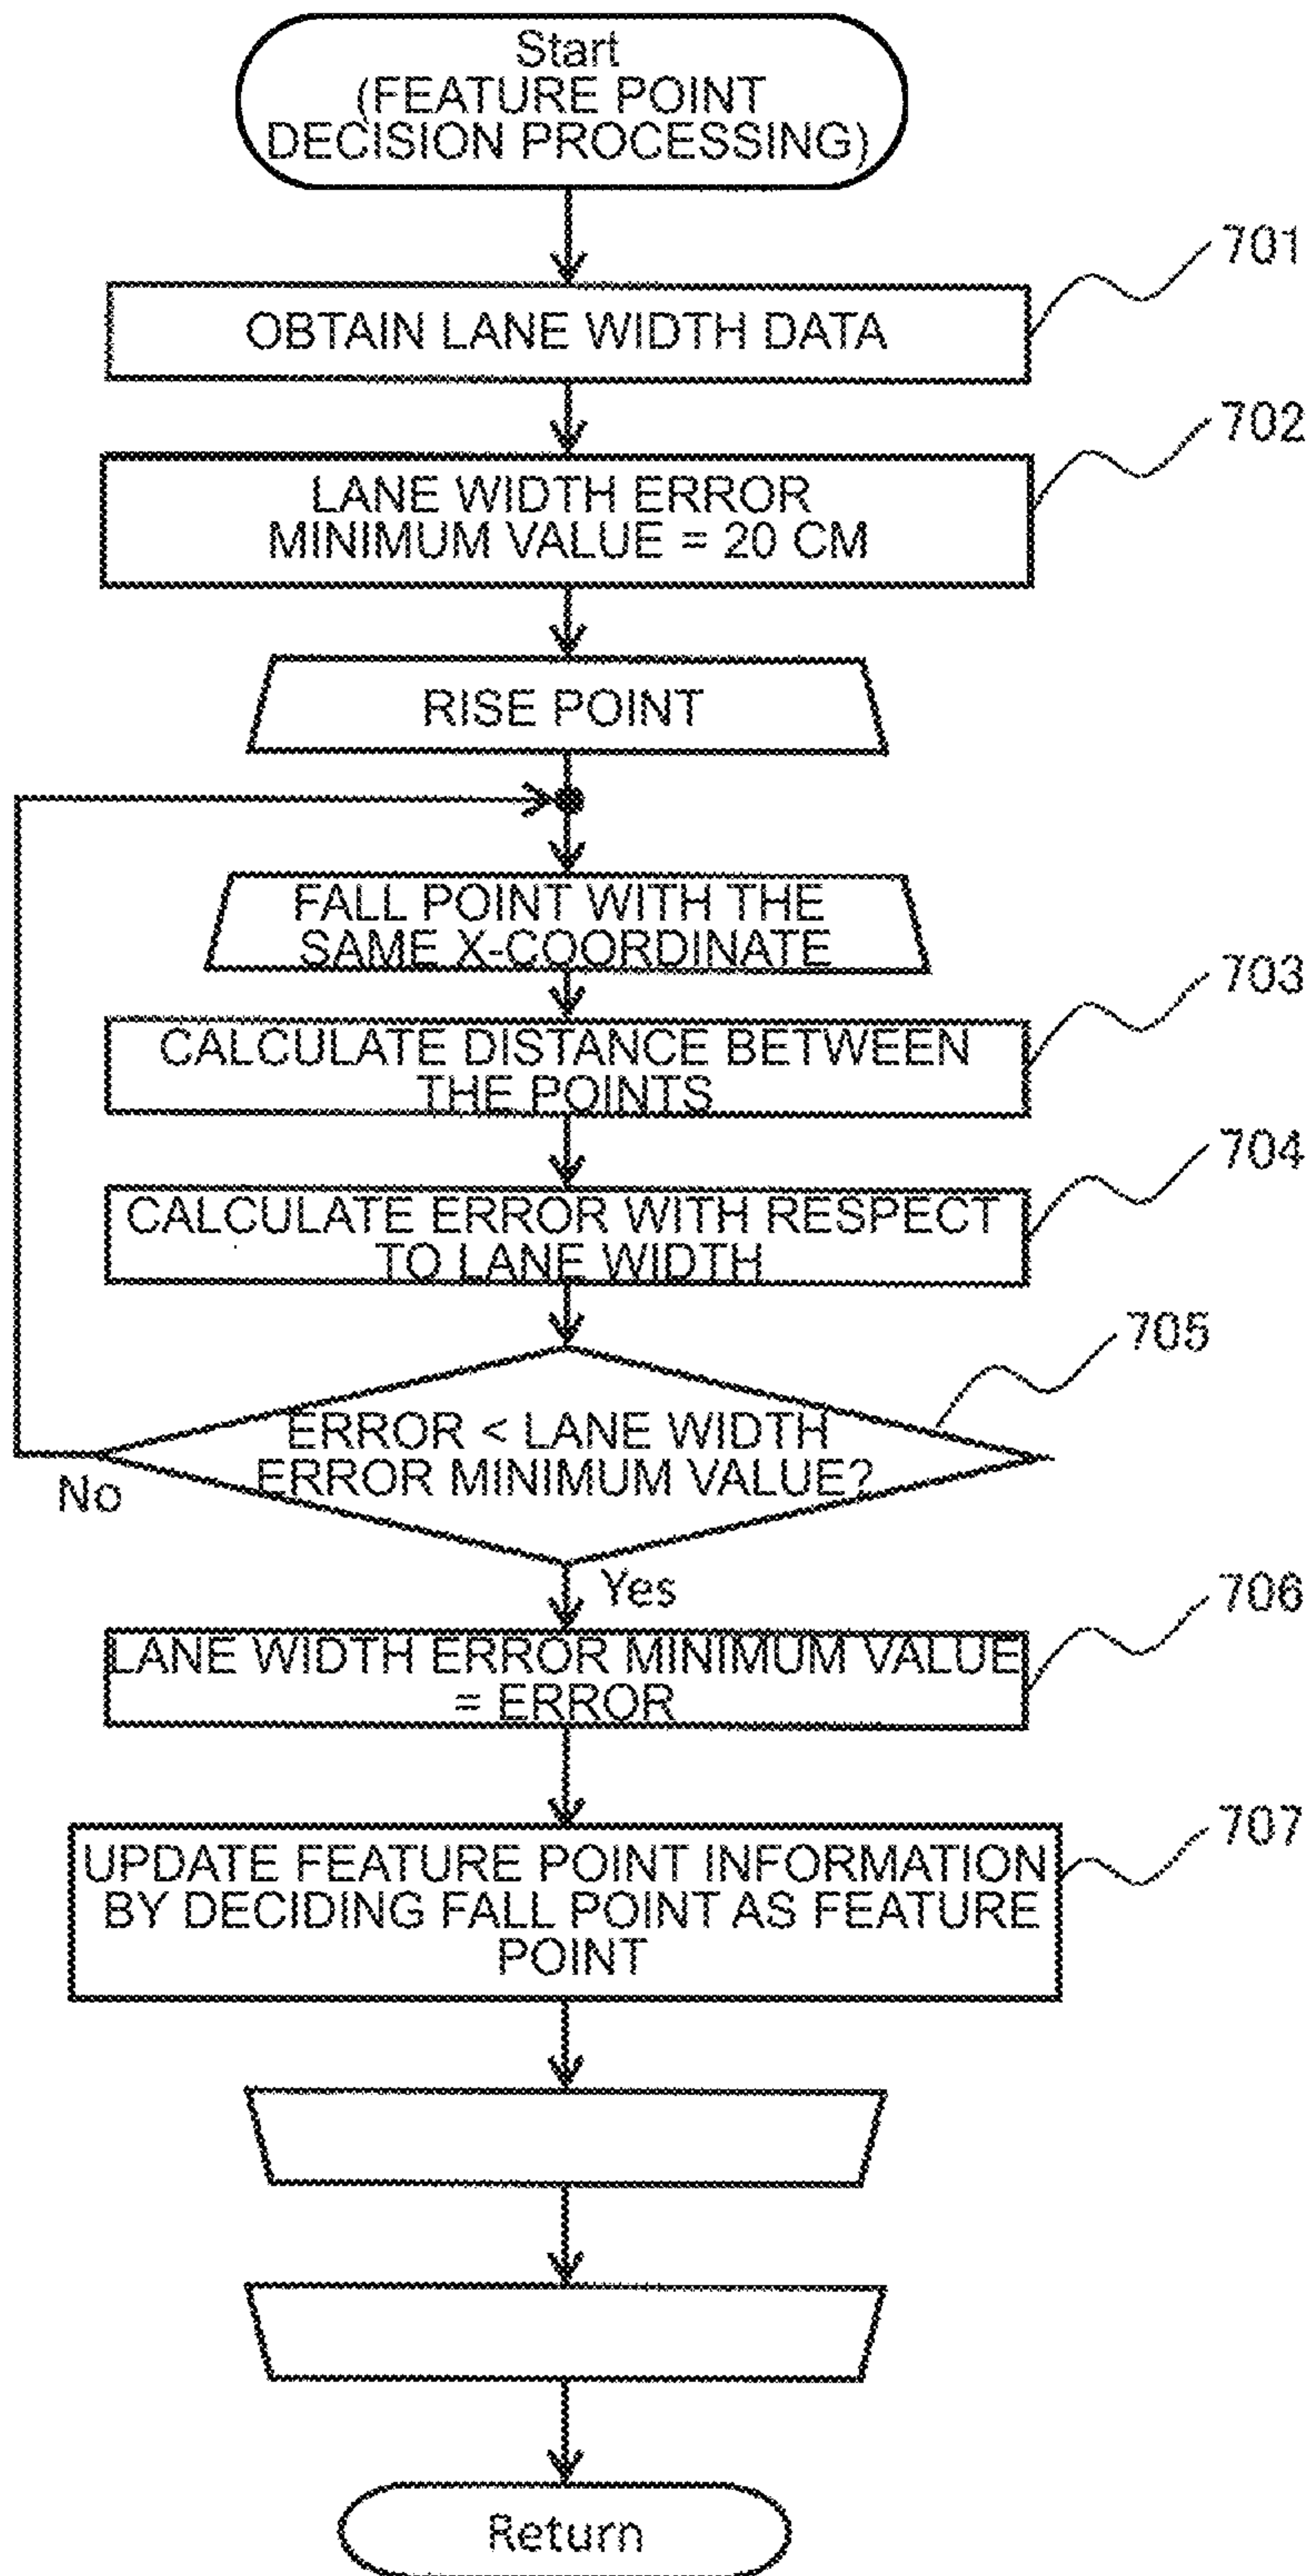 Start
(FEATURE POINT
DECISION PROCESSING)
701
OBTAIN LANE WIDTH DATA
702
LANE WIDTH ERROR
MINIMUM VALUE = 20 CM
RISE POINT
FALL POINT WITH THE
SAME X-COORDINATE
703
CALCULATE DISTANCE BETWEEN
THE POINTS
704
CALCULATE ERROR WITH RESPECT
TO LANE WIDTH
705
ERROR < LANE WIDTH
ERROR MINIMUM VALUE?
No
Yes
706
LANE WIDTH ERROR MINIMUM VALUE
= ERROR
707
UPDATE FEATURE POINT INFORMATION
BY DECIDING FALL POINT AS FEATURE
POINT
Return